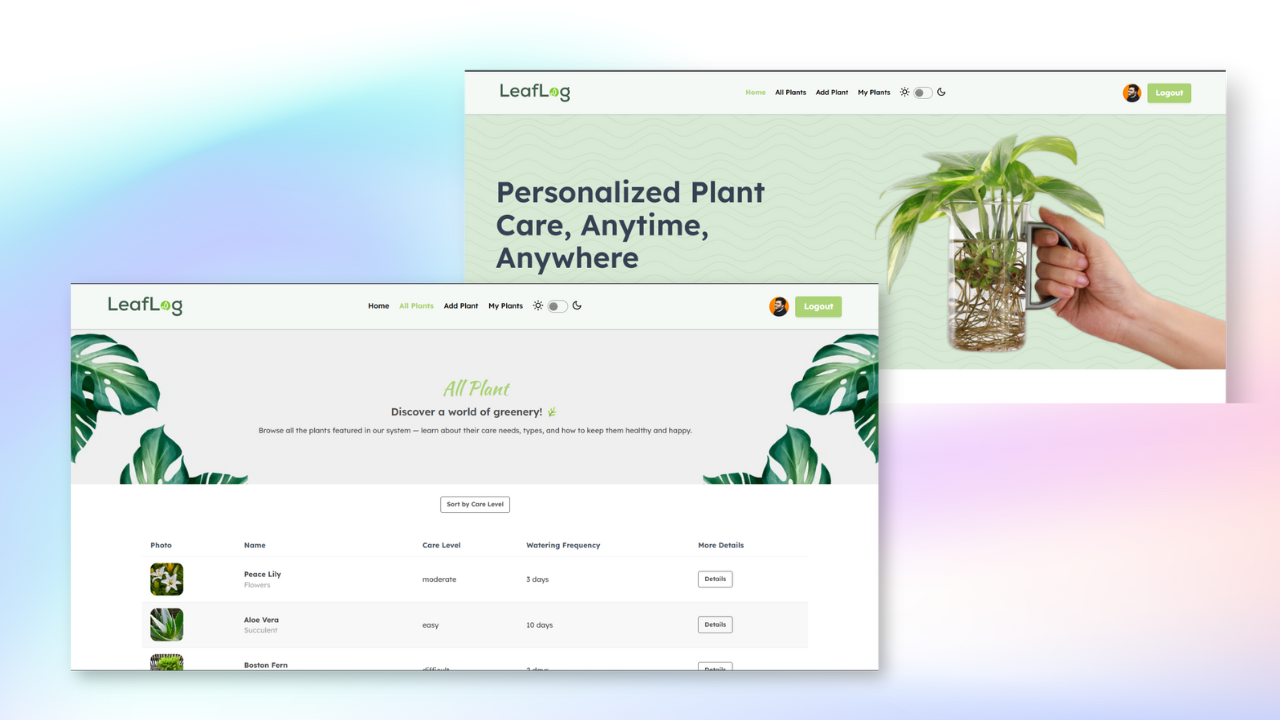 LeafLog
Home All Plants Add Plant My Plants
Logout
Personalized Plant
Care, Anytime,
Anywhere
LeafLog
Home All Plants Add Plant My Plants
Logout
All Plant
Discover a world of greenery!
Browse all the plants featured in our system — learn about their care needs, types, and how to keep them healthy and happy.
Sort by Care Level
Photo Name Care Level Watering Frequency More Details
Peace Lily
Flowers
moderate 3 days Details
Aloe Vera
Succulent
easy 10 days Details
Boston Fern
difficult 2 days Details